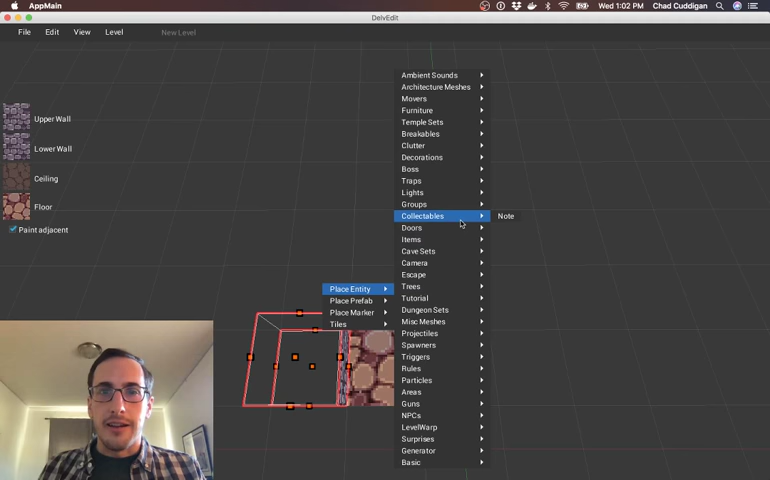 AppMain
Wed 1:02 PM Chad Cuddigan
DelvEdit
File Edit View Level New Level
Upper Wall
Lower Wall
Ceiling
Floor
Paint adjacent
Place Entity
Place Prefab
Place Marker
Tiles
Ambient Sounds
Architecture Meshes
Movers
Furniture
Temple Sets
Breakables
Clutter
Decorations
Boss
Traps
Lights
Groups
Collectables
Doors
Items
Cave Sets
Camera
Escape
Trees
Tutorial
Dungeon Sets
Misc Meshes
Projectiles
Spawners
Triggers
Rules
Particles
Areas
Guns
NPCs
LevelWarp
Surprises
Generator
Basic
Note